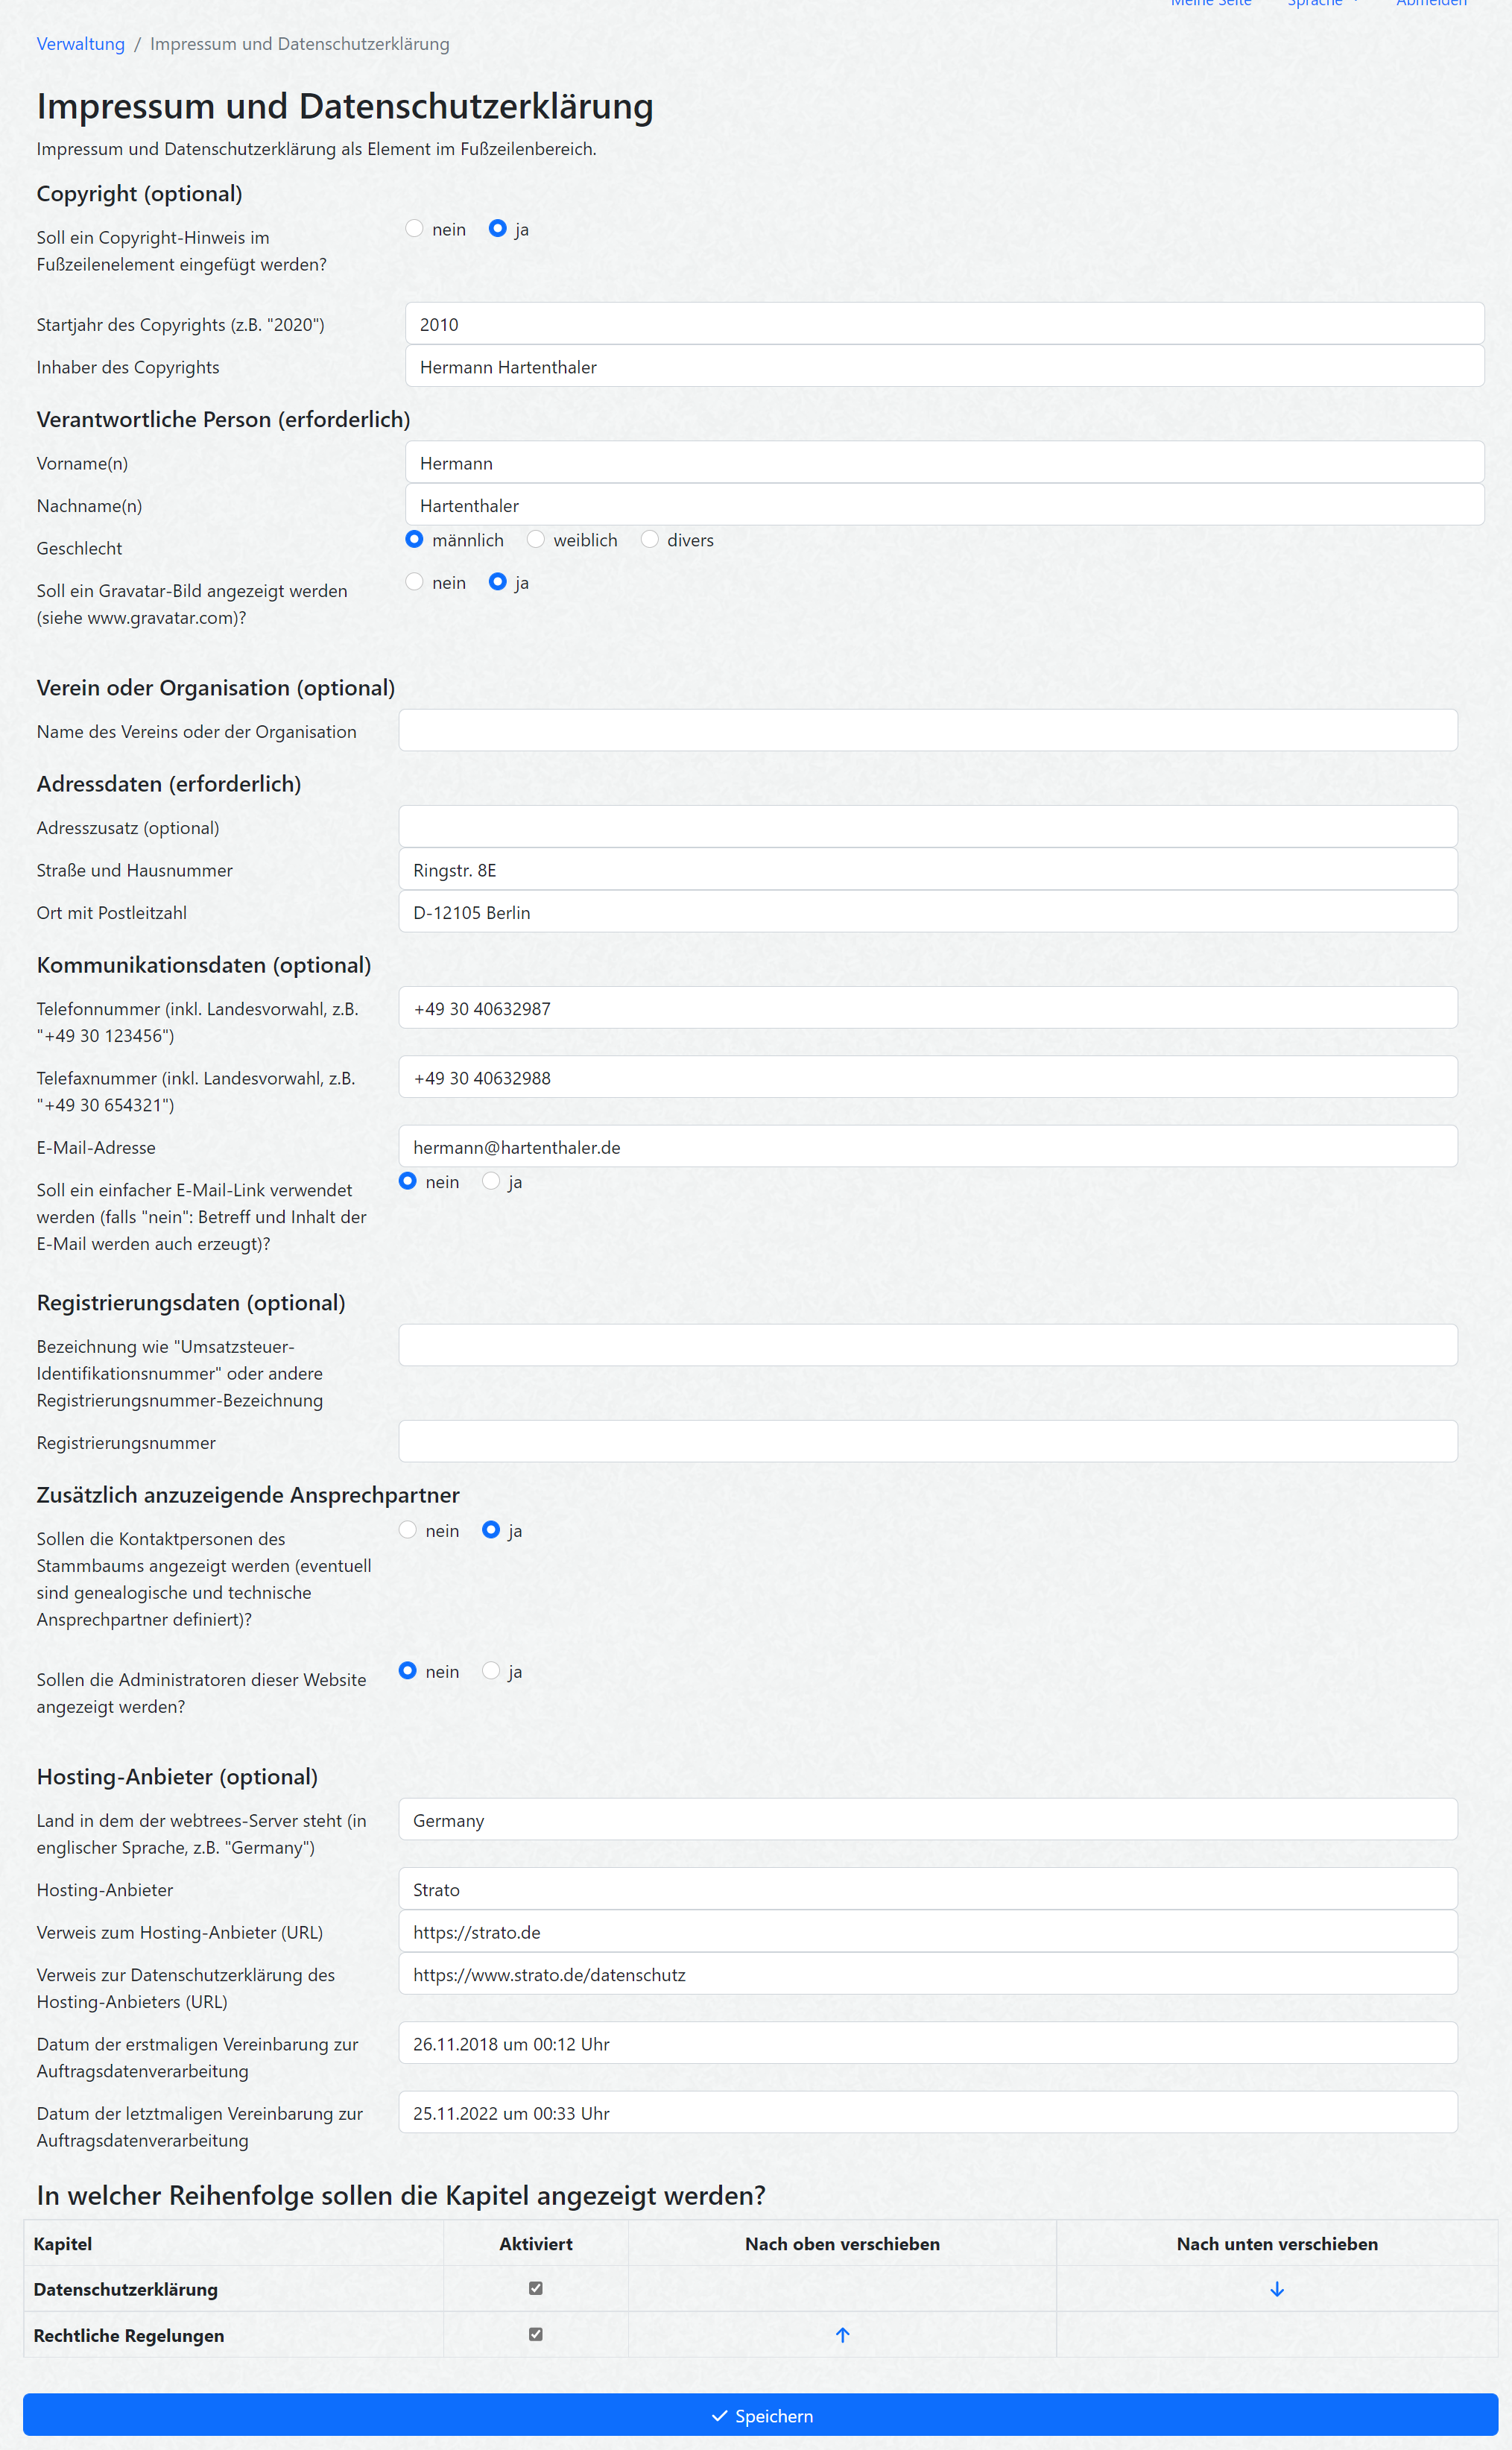 Meine Seite Sprache Abmelden
Verwaltung / Impressum und Datenschutzerklärung
Impressum und Datenschutzerklärung
Impressum und Datenschutzerklärung als Element im Fußzeilenbereich.
Copyright (optional)
Soll ein Copyright-Hinweis im
Fußzeilenelement eingefügt werden?
nein ja
Startjahr des Copyrights (z.B. "2020") 2010
Inhaber des Copyrights Hermann Hartenthaler
Verantwortliche Person (erforderlich)
Vorname(n) Hermann
Nachname(n) Hartenthaler
Geschlecht männlich weiblich divers
Soll ein Gravatar-Bild angezeigt werden
(siehe www.gravatar.com)?
nein ja
Verein oder Organisation (optional)
Name des Vereins oder der Organisation
Adressdaten (erforderlich)
Adresszusatz (optional)
Straße und Hausnummer Ringstr. 8E
Ort mit Postleitzahl D-12105 Berlin
Kommunikationsdaten (optional)
Telefonnummer (inkl. Landesvorwahl, z.B.
"+49 30 123456")
+49 30 40632987
Telefaxnummer (inkl. Landesvorwahl, z.B.
"+49 30 654321")
+49 30 40632988
E-Mail-Adresse hermann@hartenthaler.de
Soll ein einfacher E-Mail-Link verwendet
werden (falls "nein": Betreff und Inhalt der
E-Mail werden auch erzeugt)?
nein ja
Registrierungsdaten (optional)
Bezeichnung wie "Umsatzsteuer-
Identifikationsnummer" oder andere
Registrierungsnummer-Bezeichnung
Registrierungsnummer
Zusätzlich anzuzeigende Ansprechpartner
Sollen die Kontaktpersonen des
Stammbaums angezeigt werden (eventuell
sind genealogische und technische
Ansprechpartner definiert)?
nein ja
Sollen die Administratoren dieser Website
angezeigt werden?
nein ja
Hosting-Anbieter (optional)
Land in dem der webtrees-Server steht (in
englischer Sprache, z.B. "Germany")
Germany
Hosting-Anbieter Strato
Verweis zum Hosting-Anbieter (URL) https://strato.de
Verweis zur Datenschutzerklärung des
Hosting-Anbieters (URL)
https://www.strato.de/datenschutz
Datum der erstmaligen Vereinbarung zur
Auftragsdatenverarbeitung
26.11.2018 um 00:12 Uhr
Datum der letztmaligen Vereinbarung zur
Auftragsdatenverarbeitung
25.11.2022 um 00:33 Uhr
In welcher Reihenfolge sollen die Kapitel angezeigt werden?
Kapitel Aktiviert Nach oben verschieben Nach unten verschieben
Datenschutzerklärung
Rechtliche Regelungen
Speichern